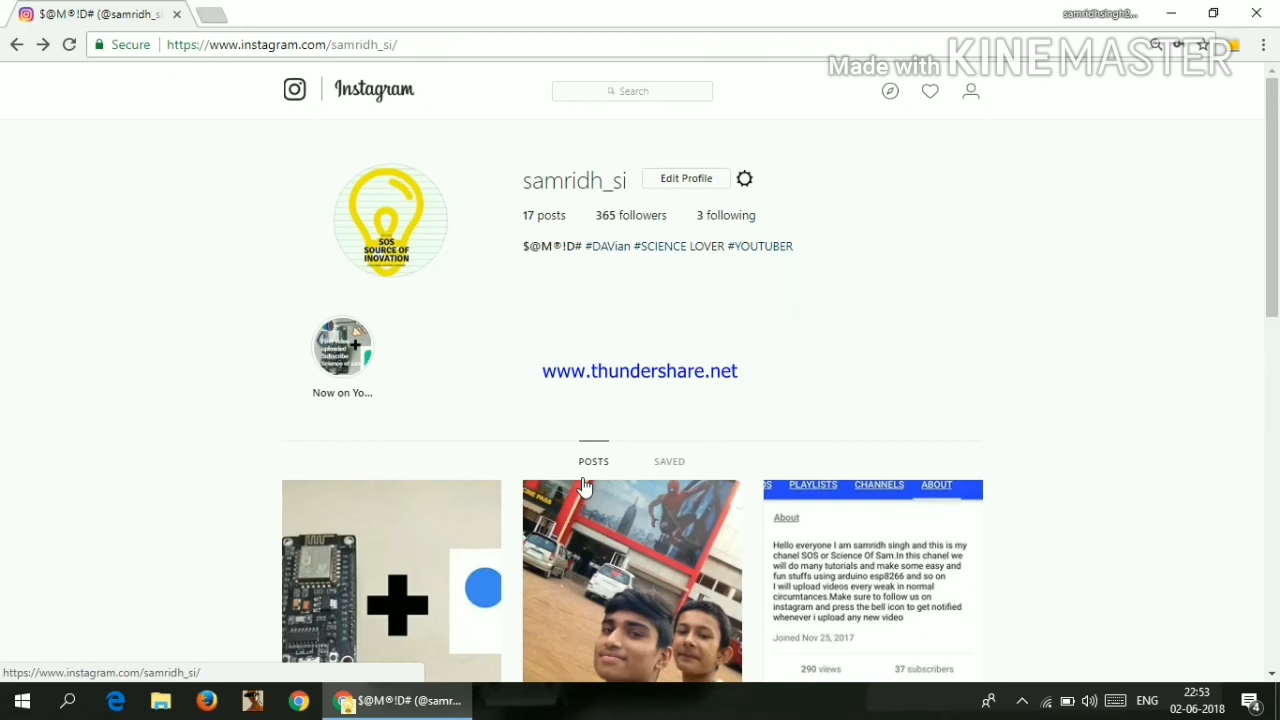 $@M®!D# (@samridh_si
samridhsingh2...
Secure
https://www.instagram.com/samridh_si/
Made with KINEMASTER
Instagram
Search
samridh_si
Edit Profile
17 posts
365 followers
3 following
$@M®!D# #DAVian #SCIENCE LOVER #YOUTUBER
SOS
SOURCE OF
INOVATION
uploaded
Subscribe
Now on Yo...
www.thundershare.net
POSTS
SAVED
PLAYLISTS
CHANNELS
ABOUT
About
Hello everyone I am samridh singh and this is my
chanel SOS or Science Of Sam.In this chanel we
will do many tutorials and make some easy and
fun stuffs using arduino esp8266 and so on
I will upload videos every weak in normal
circumtances.Make sure to follow us on
instagram and press the bell icon to get notified
whenever i upload any new video
Joined Nov 25, 2017
290 views
37 subscribers
https://www.instagram.com/samridh_si/
$@M®!D# (@samr...
ENG
22:53
02-06-2018
4